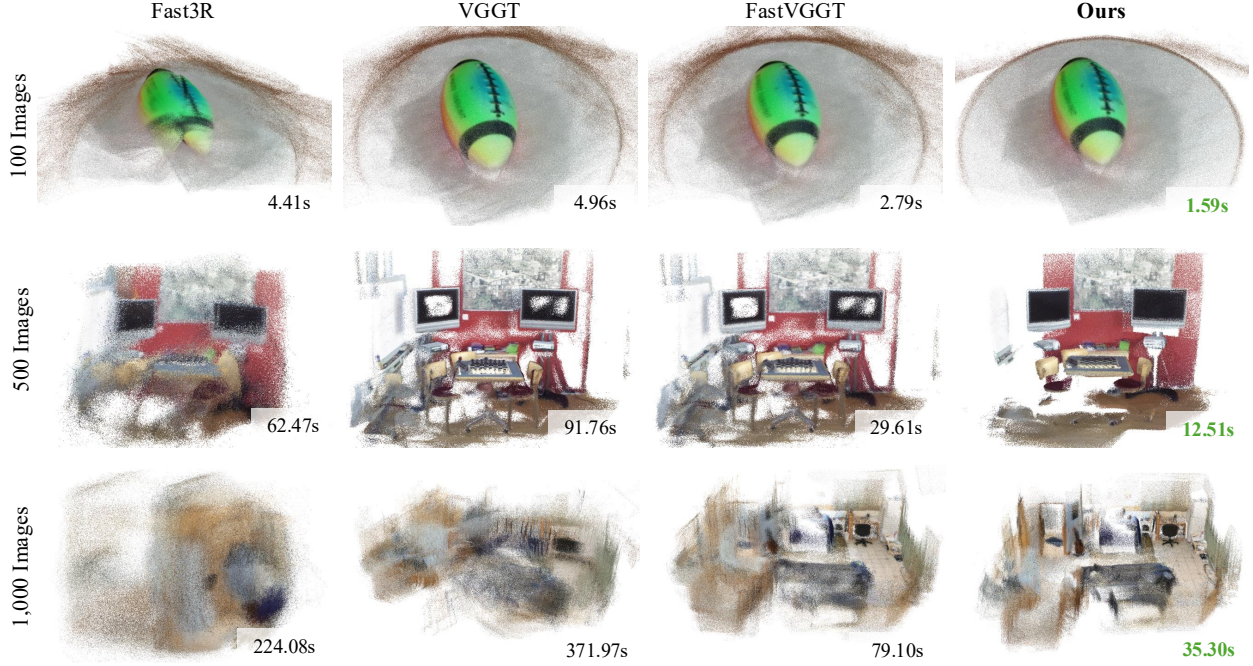 Fast3R VGGT FastVGGT Ours
100 Images
4.41s 4.96s 2.79s 1.59s
500 Images
62.47s 91.76s 29.61s 12.51s
1,000 Images
224.08s 371.97s 79.10s 35.30s